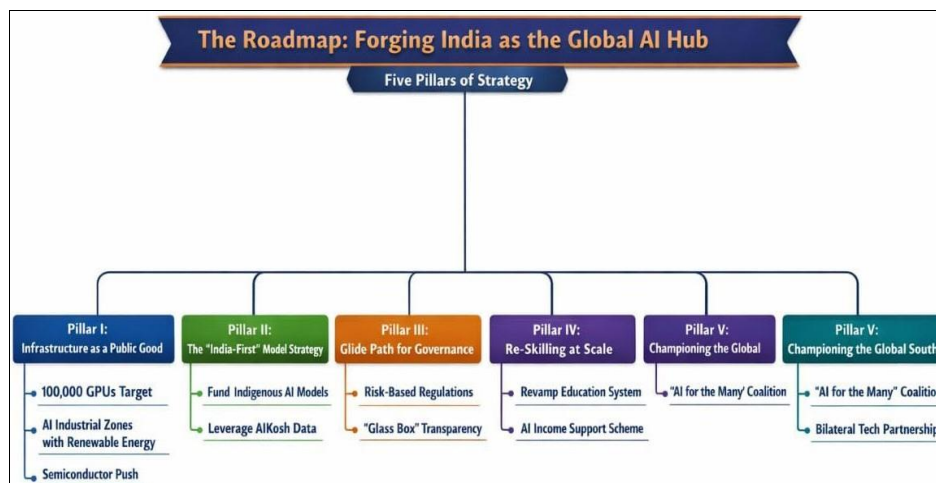 The Roadmap: Forging India as the Global AI Hub
Five Pillars of Strategy
Pillar I:
Infrastructure as a Public Good
100,000 GPUs Target
AI Industrial Zones
with Renewable Energy
Semiconductor Push
Pillar II:
The "India-First" Model Strategy
Fund Indigenous AI Models
Leverage AIKosh Data
Pillar III:
Glide Path for Governance
Risk-Based Regulations
"Glass Box" Transparency
Pillar IV:
Re-Skilling at Scale
Revamp Education System
AI Income Support Scheme
Pillar V:
Championing the Global
"AI for the Many' Coalition
Pillar V:
Championing the Global South
"AI for the Many" Coalitio
Bilateral Tech Partnership